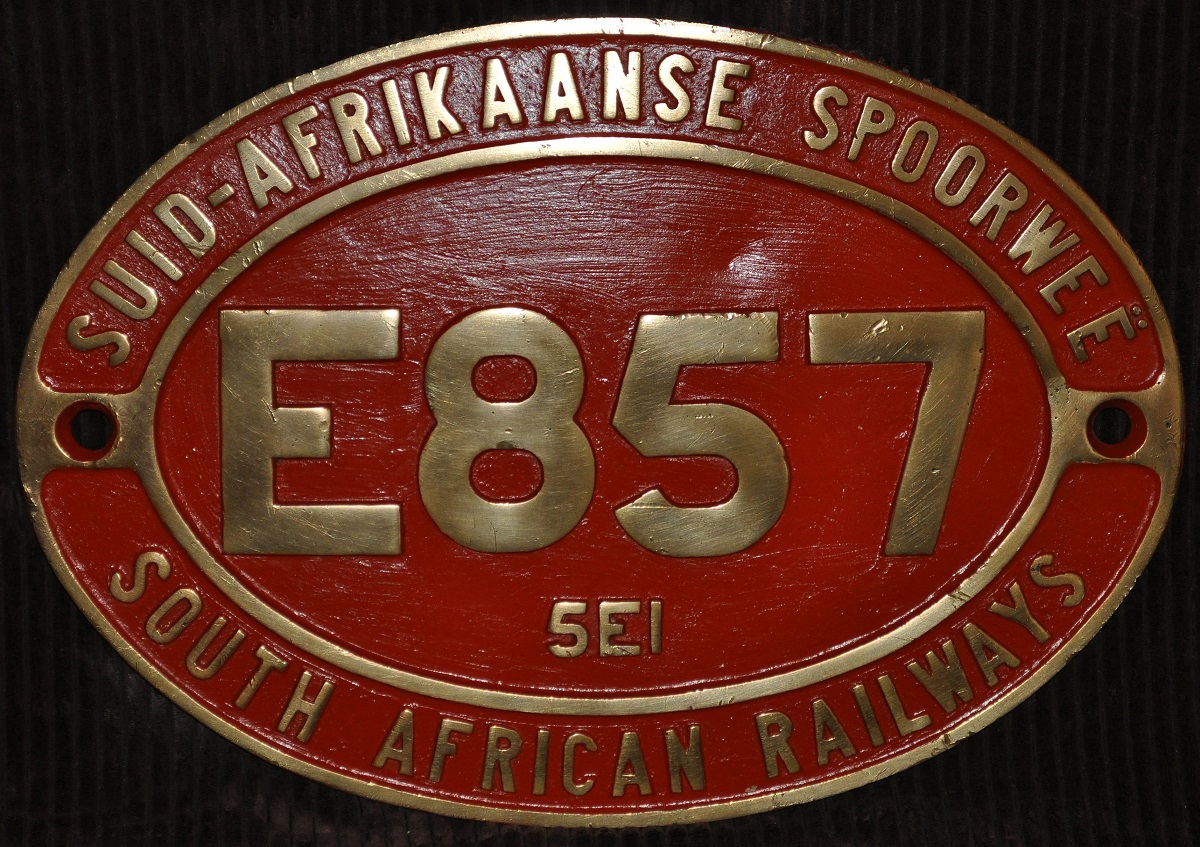 SUID-AFRIKAANSE SPOORWEË
E857
5E1
SOUTH AFRICAN RAILWAYS